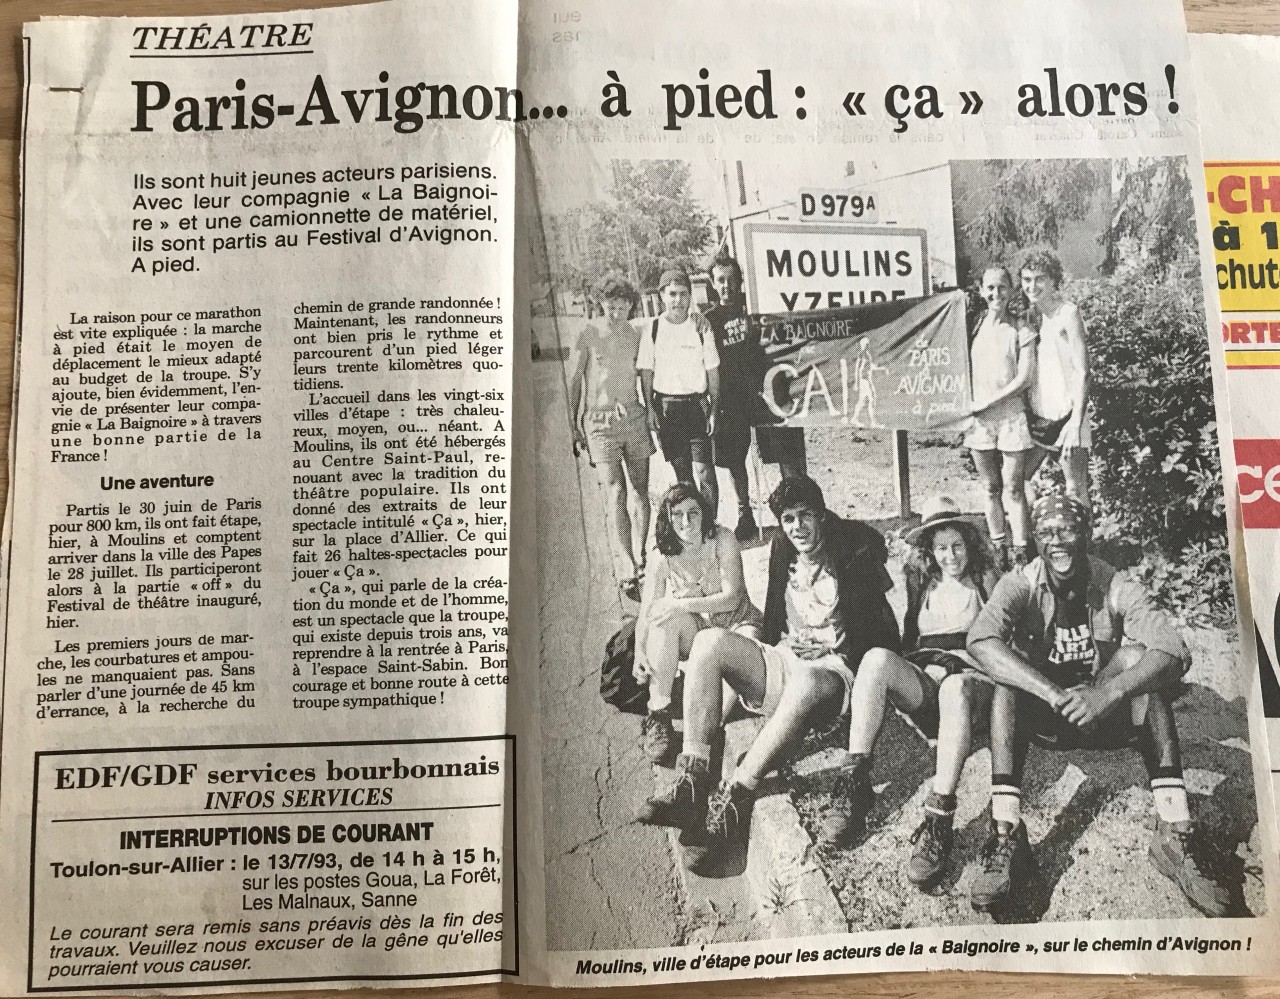 THÉATRE
Paris-Avignon... à pied : « ça » alors !
Ils sont huit jeunes acteurs parisiens.
Avec leur compagnie « La Baignoi-
re » et une camionnette de matériel,
ils sont partis au Festival d'Avignon.
A pied.
La raison pour ce marathon
est vite expliquée : la marche
à pied était le moyen de
déplacement le mieux adapté
au budget de la troupe. S'y
ajoute, bien évidemment, l'en-
vie de présenter leur compa-
gnie « La Baignoire » à travers
une bonne partie de la
France !
Une aventure
Partis le 30 juin de Paris
pour 800 km, ils ont fait étape,
hier, à Moulins et comptent
arriver dans la ville des Papes
le 28 juillet. Ils participeront
alors à la partie « off » du
Festival de théâtre inauguré,
hier.
Les premiers jours de mar-
che, les courbatures et ampou-
les ne manquaient pas. Sans
parler d'une journée de 45 km
d'errance, à la recherche du
chemin de grande randonnée !
Maintenant, les randonneurs
ont bien pris le rythme et
parcourent d'un pied léger
leurs trente kilomètres quo-
tidiens.
L'accueil dans les vingt-six
villes d'étape : très chaleu-
reux, moyen, ou... néant. A
Moulins, ils ont été hébergés
au Centre Saint-Paul, re-
nouant avec la tradition du
théâtre populaire. Ils ont
donné des extraits de leur
spectacle intitulé « Ça », hier,
sur la place d'Allier. Ce qui
fait 26 haltes-spectacles pour
jouer « Ça ».
« Ça », qui parle de la créa-
tion du monde et de l'homme,
est un spectacle que la troupe,
qui existe depuis trois ans, va
reprendre à la rentrée à Paris,
à l'espace Saint-Sabin. Bon
courage et bonne route à cette
troupe sympathique !
EDF/GDF services bourbonnais
INFOS SERVICES
INTERRUPTIONS DE COURANT
Toulon-sur-Allier : le 13/7/93, de 14 h à 15 h,
sur les postes Goua, La Forêt,
Les Malnaux, Sanne
Le courant sera remis sans préavis dès la fin des
travaux. Veuillez nous excuser de la gêne qu'elles
pourraient vous causer.
D 979A
MOULINS
YZEURE
LA BAIGNOIRE
ÇA!
de
PARIS
à
AVIGNON
à pied
Moulins, ville d'étape pour les acteurs de la « Baignoire », sur le chemin d'Avignon !
-CH
à 1
chut
ORTE
ce